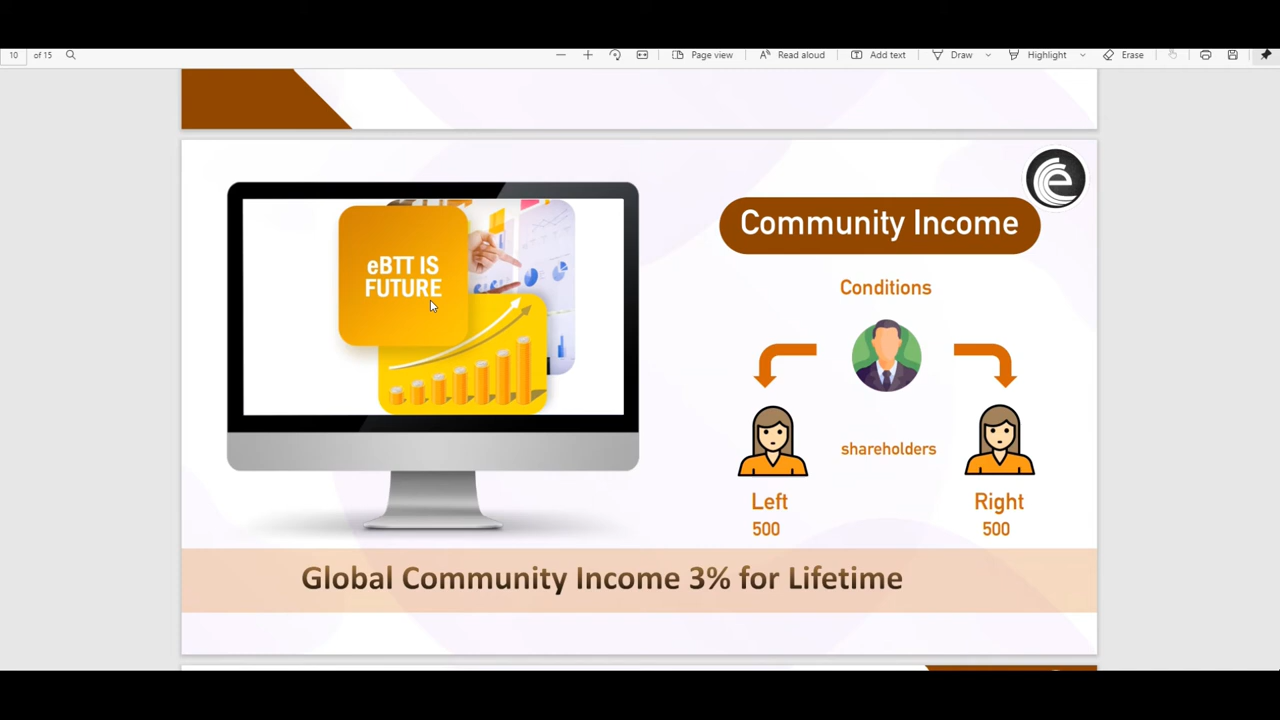 10 of 15 Page view Read aloud Add text Draw Highlight Erase
eBTT IS
FUTURE
e
Community Income
Conditions
shareholders
Left Right
500 500
Global Community Income 3% for Lifetime